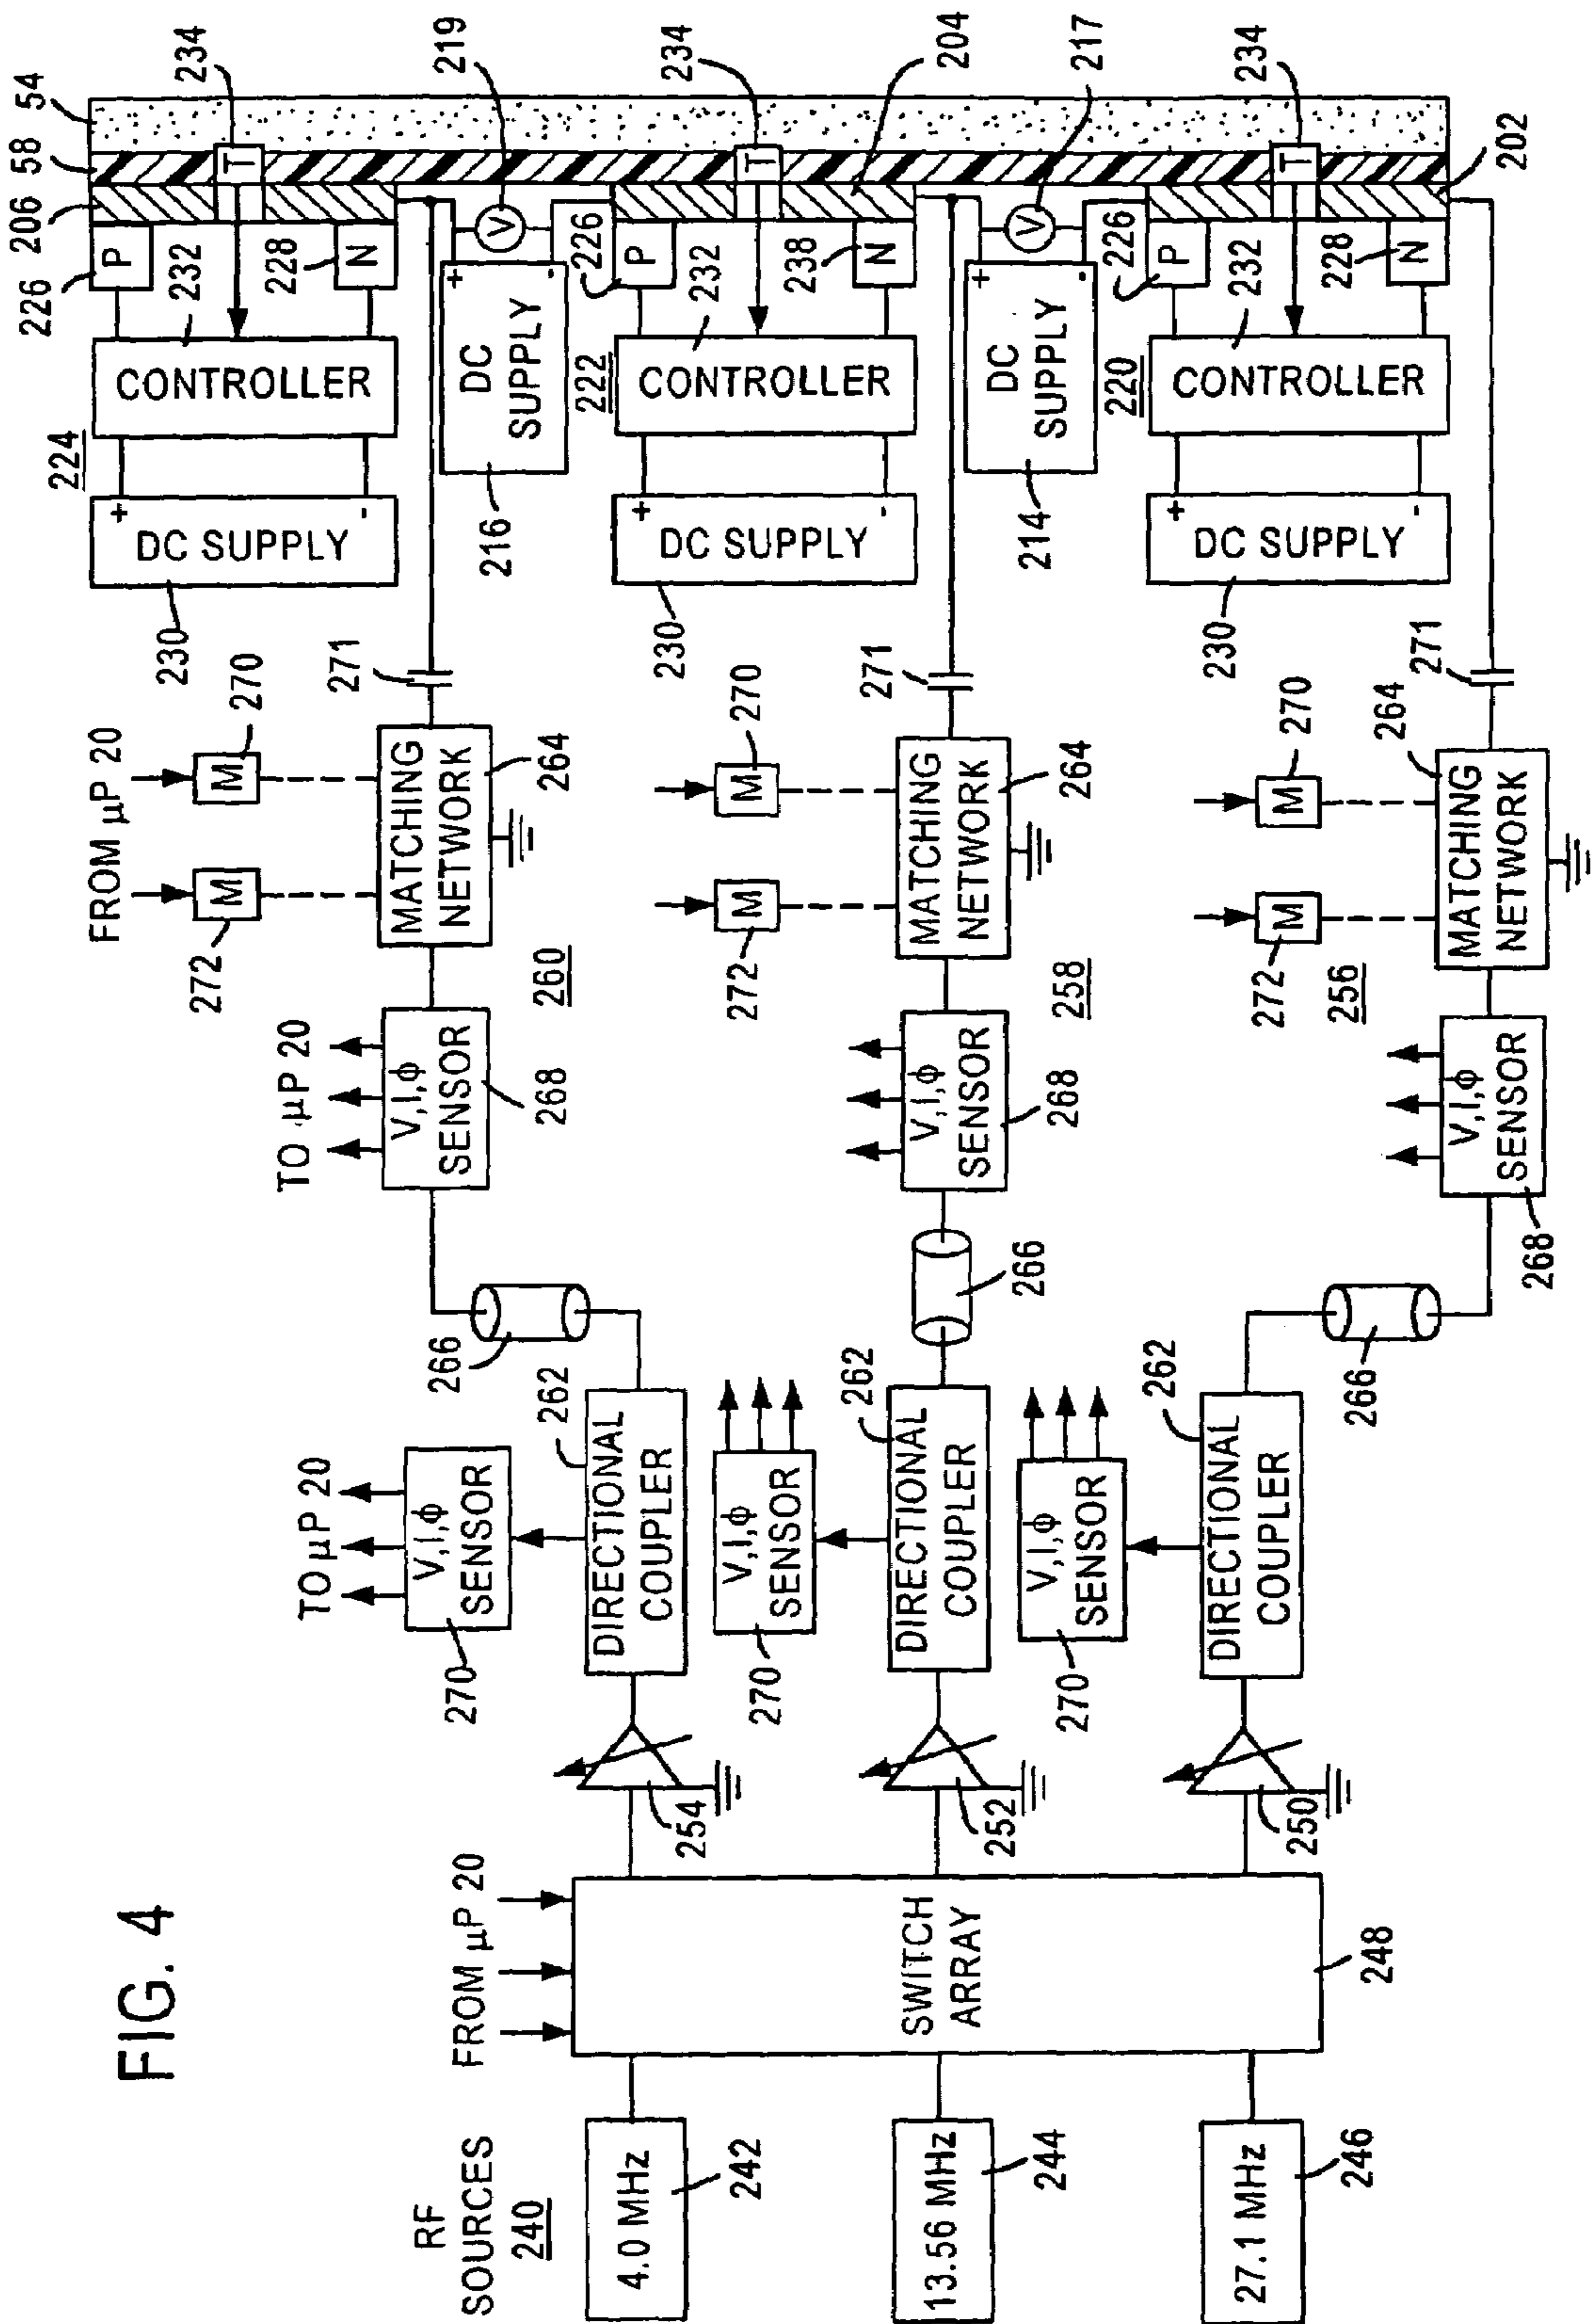 FIG. 4
RF
SOURCES
240
4.0 MHz
242
13.56 MHz
244
27.1 MHz
246
FROM μP 20
SWITCH
ARRAY
248
254
252
250
TO μP 20
V,I,φ
SENSOR
270
DIRECTIONAL
COUPLER
262
266
V,I,φ
SENSOR
270
DIRECTIONAL
COUPLER
262
266
V,I,φ
SENSOR
270
DIRECTIONAL
COUPLER
262
266
TO μP 20
V,I,φ
SENSOR
268
260
V,I,φ
SENSOR
268
258
V,I,φ
SENSOR
268
256
FROM μP 20
M
272
M
270
MATCHING
NETWORK
264
271
M
272
M
270
MATCHING
NETWORK
264
271
M
272
M
270
MATCHING
NETWORK
264
271
224
DC SUPPLY
+
-
230
CONTROLLER
232
P
226
N
228
T
234
206
58
54
DC
SUPPLY
+
-
216
V
219
222
DC SUPPLY
+
-
230
CONTROLLER
232
P
226
N
238
T
234
204
DC
SUPPLY
+
-
214
V
217
220
DC SUPPLY
+
-
230
CONTROLLER
232
P
226
N
228
T
234
202